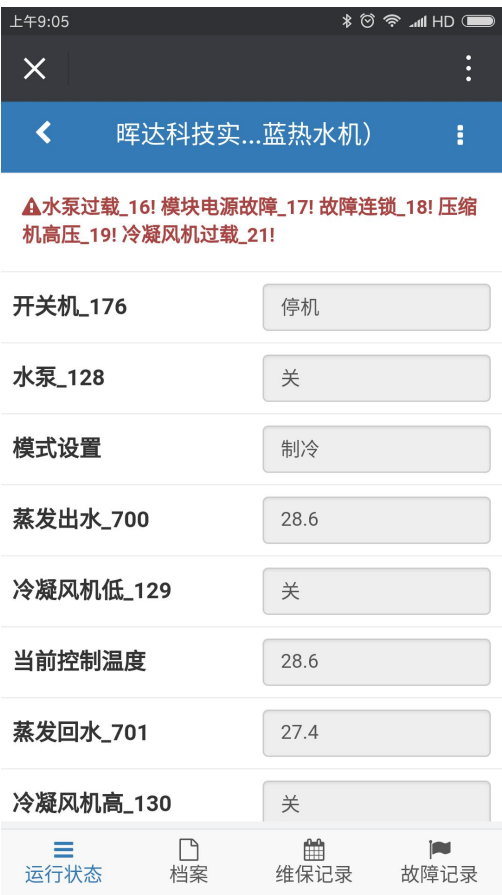 上午9:05 HD
晖达科技实...蓝热水机）
水泵过载_16! 模块电源故障_17! 故障连锁_18! 压缩
机高压_19! 冷凝风机过载_21!
开关机_176 停机
水泵_128 关
模式设置 制冷
蒸发出水_700 28.6
冷凝风机低_129 关
当前控制温度 28.6
蒸发回水_701 27.4
冷凝风机高_130 关
运行状态 档案 维保记录 故障记录